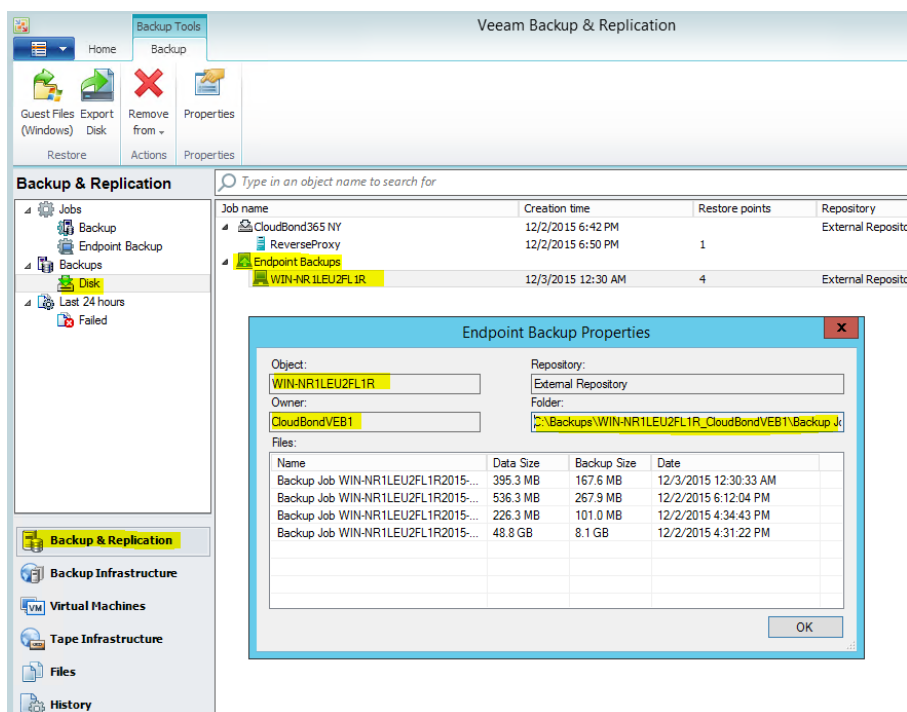 Backup Tools
Veeam Backup & Replication
Home
Backup
Guest Files (Windows)
Export Disk
Remove from
Properties
Restore
Actions
Properties
Backup & Replication
Type in an object name to search for
Jobs
Backup
Endpoint Backup
Backups
Disk
Last 24 hours
Failed
Job name Creation time Restore points Repository
CloudBond365 NY 12/2/2015 6:42 PM External Reposito
ReverseProxy 12/2/2015 6:50 PM 1
Endpoint Backups
WIN-NR1LEU2FL1R 12/3/2015 12:30 AM 4 External Reposito
Endpoint Backup Properties
x
Object: Repository:
WIN-NR1LEU2FL1R External Repository
Owner: Folder:
CloudBondVEB1 C:\Backups\WIN-NR1LEU2FL1R_CloudBondVEB1\Backup Jo
Files:
Name Data Size Backup Size Date
Backup Job WIN-NR1LEU2FL1R2015-... 395.3 MB 167.6 MB 12/3/2015 12:30:33 AM
Backup Job WIN-NR1LEU2FL1R2015-... 536.3 MB 267.9 MB 12/2/2015 6:12:04 PM
Backup Job WIN-NR1LEU2FL1R2015-... 226.3 MB 101.0 MB 12/2/2015 4:34:43 PM
Backup Job WIN-NR1LEU2FL1R2015-... 48.8 GB 8.1 GB 12/2/2015 4:31:22 PM
OK
Backup & Replication
Backup Infrastructure
VM
Virtual Machines
Tape Infrastructure
Files
History